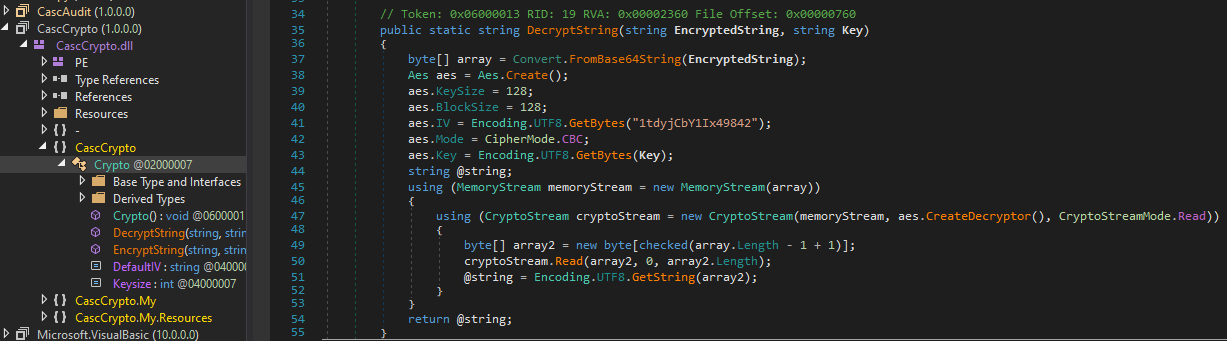 CascAudit (1.0.0.0)
CascCrypto (1.0.0.0)
CascCrypto.dll
PE
Type References
References
Resources
{ } -
{ } CascCrypto
Crypto @02000007
Base Type and Interfaces
Derived Types
Crypto() : void @0600001
DecryptString(string, strin
EncryptString(string, strin
DefaultIV : string @040000
Keysize : int @04000007
{ } CascCrypto.My
{ } CascCrypto.My.Resources
Microsoft.VisualBasic (10.0.0.0)
34 // Token: 0x06000013 RID: 19 RVA: 0x00002360 File Offset: 0x00000760
35 public static string DecryptString(string EncryptedString, string Key)
36 {
37 byte[] array = Convert.FromBase64String(EncryptedString);
38 Aes aes = Aes.Create();
39 aes.KeySize = 128;
40 aes.BlockSize = 128;
41 aes.IV = Encoding.UTF8.GetBytes("1tdyjCbY1Ix49842");
42 aes.Mode = CipherMode.CBC;
43 aes.Key = Encoding.UTF8.GetBytes(Key);
44 string @string;
45 using (MemoryStream memoryStream = new MemoryStream(array))
46 {
47 using (CryptoStream cryptoStream = new CryptoStream(memoryStream, aes.CreateDecryptor(), CryptoStreamMode.Read))
48 {
49 byte[] array2 = new byte[checked(array.Length - 1 + 1)];
50 cryptoStream.Read(array2, 0, array2.Length);
51 @string = Encoding.UTF8.GetString(array2);
52 }
53 }
54 return @string;
55 }